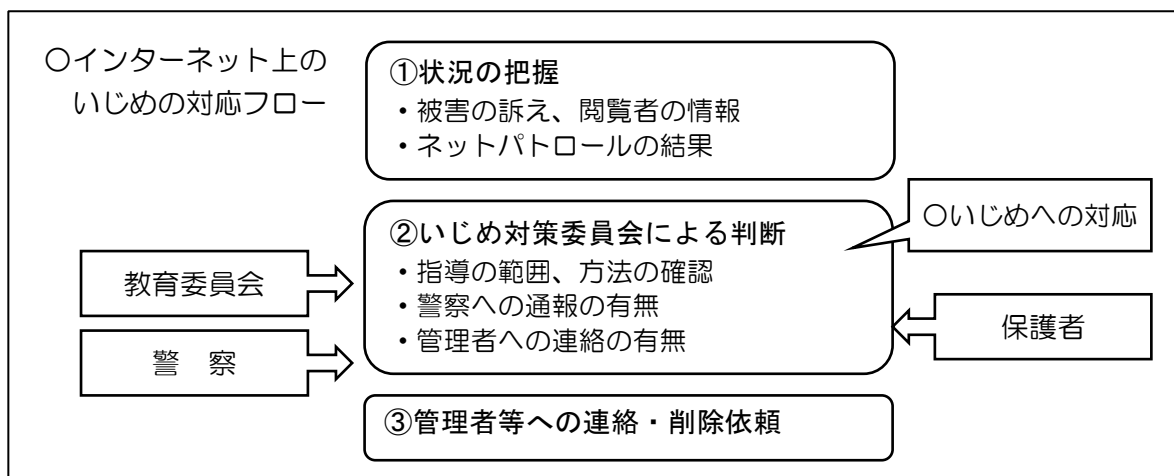 〇インターネット上の
いじめの対応フロー
①状況の把握
・被害の訴え、閲覧者の情報
・ネットパトロールの結果
②いじめ対策委員会による判断
・指導の範囲、方法の確認
・警察への通報の有無
・管理者への連絡の有無
〇いじめへの対応
教育委員会
警　察
保護者
③管理者等への連絡・削除依頼